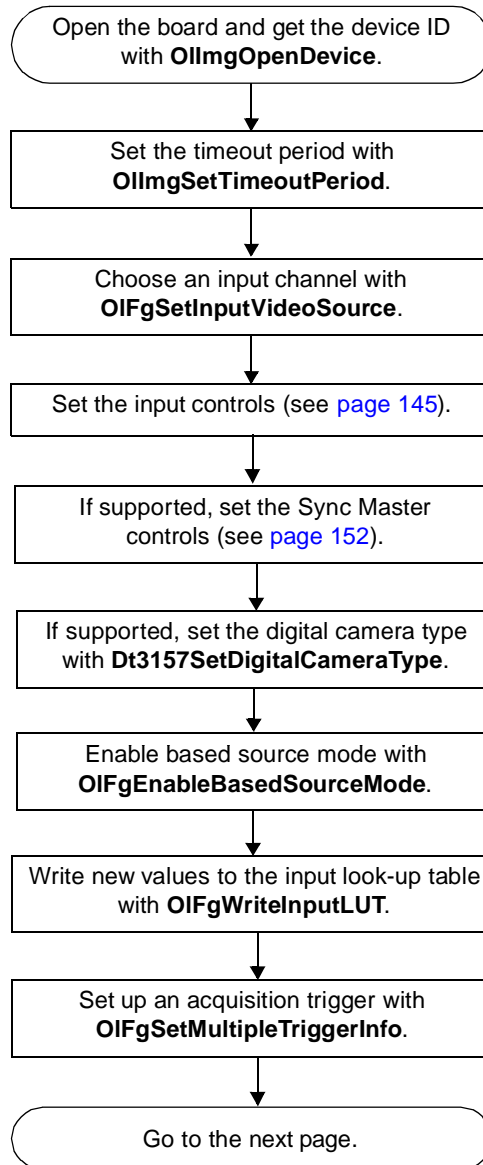 Open the board and get the device ID
with OlImgOpenDevice.
Set the timeout period with
OlImgSetTimeoutPeriod.
Choose an input channel with
OlFgSetInputVideoSource.
Set the input controls (see page 145).
If supported, set the Sync Master
controls (see page 152).
If supported, set the digital camera type
with Dt3157SetDigitalCameraType.
Enable based source mode with
OlFgEnableBasedSourceMode.
Write new values to the input look-up table
with OlFgWriteInputLUT.
Set up an acquisition trigger with
OlFgSetMultipleTriggerInfo.
Go to the next page.